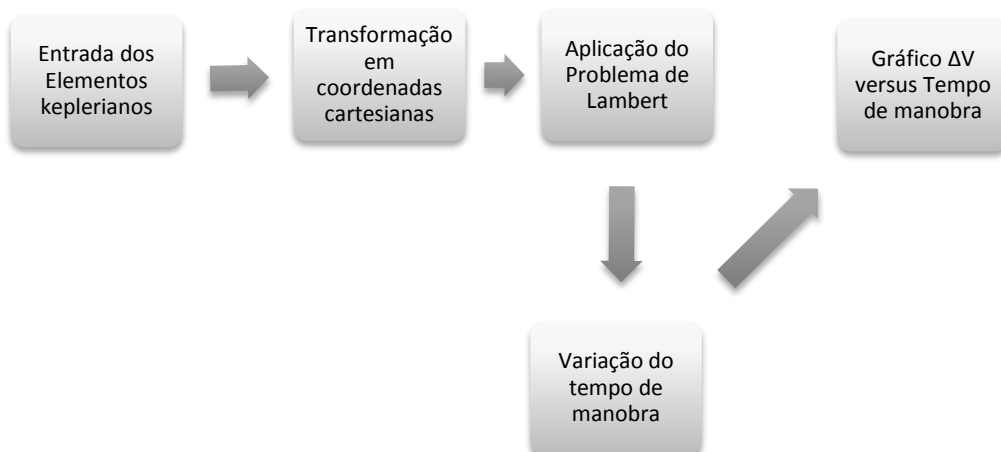 Entrada dos
Elementos
keplerianos
Transformação
em
coordenadas
cartesianas
Aplicação do
Problema de
Lambert
Gráfico ΔV
versus Tempo
de manobra
Variação do
tempo de
manobra